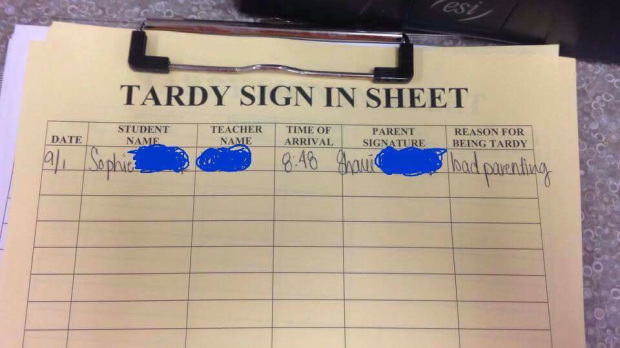 (esi)
TARDY SIGN IN SHEET
DATE STUDENT NAME TEACHER NAME TIME OF ARRIVAL PARENT SIGNATURE REASON FOR BEING TARDY
9/1 Sophie 8:48 bad parenting